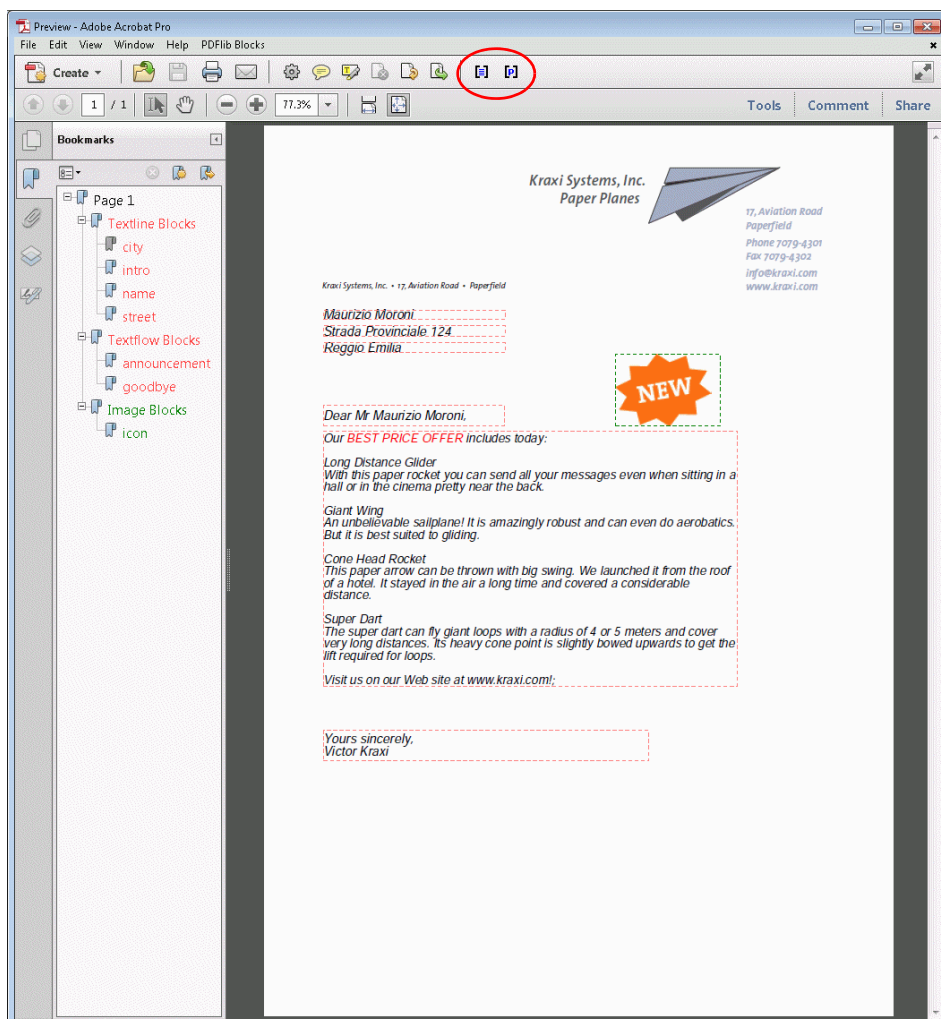 Preview - Adobe Acrobat Pro
File Edit View Window Help PDFlib Blocks
Create
1 / 1
77.3%
Tools Comment Share
Bookmarks
Page 1
Textline Blocks
city
intro
name
street
Textflow Blocks
announcement
goodbye
Image Blocks
icon
Kraxi Systems, Inc.
Paper Planes
17, Aviation Road
Paperfield
Phone 7079-4301
Fax 7079-4302
info@kraxi.com
www.kraxi.com
Kraxi Systems, Inc. • 17, Aviation Road • Paperfield
Maurizio Moroni
Strada Provinciale 124
Reggio Emilia
NEW
Dear Mr Maurizio Moroni,
Our BEST PRICE OFFER includes today:
Long Distance Glider
With this paper rocket you can send all your messages even when sitting in a
hall or in the cinema pretty near the back.
Giant Wing
An unbelievable sailplane! It is amazingly robust and can even do aerobatics.
But it is best suited to gliding.
Cone Head Rocket
This paper arrow can be thrown with big swing. We launched it from the roof
of a hotel. It stayed in the air a long time and covered a considerable
distance.
Super Dart
The super dart can fly giant loops with a radius of 4 or 5 meters and cover
very long distances. Its heavy cone point is slightly bowed upwards to get the
lift required for loops.
Visit us on our Web site at www.kraxi.com!;
Yours sincerely,
Victor Kraxi